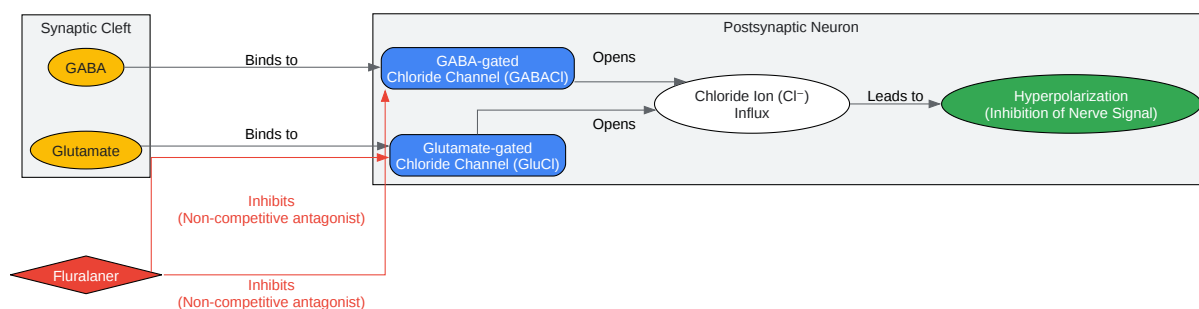 Synaptic Cleft
Postsynaptic Neuron
GABA
Binds to
GABA-gated
Chloride Channel (GABACl)
Opens
Chloride Ion (Cl⁻)
Influx
Leads to
Hyperpolarization
(Inhibition of Nerve Signal)
Glutamate
Binds to
Glutamate-gated
Chloride Channel (GluCl)
Opens
Inhibits
(Non-competitive antagonist)
Fluralaner
Inhibits
(Non-competitive antagonist)